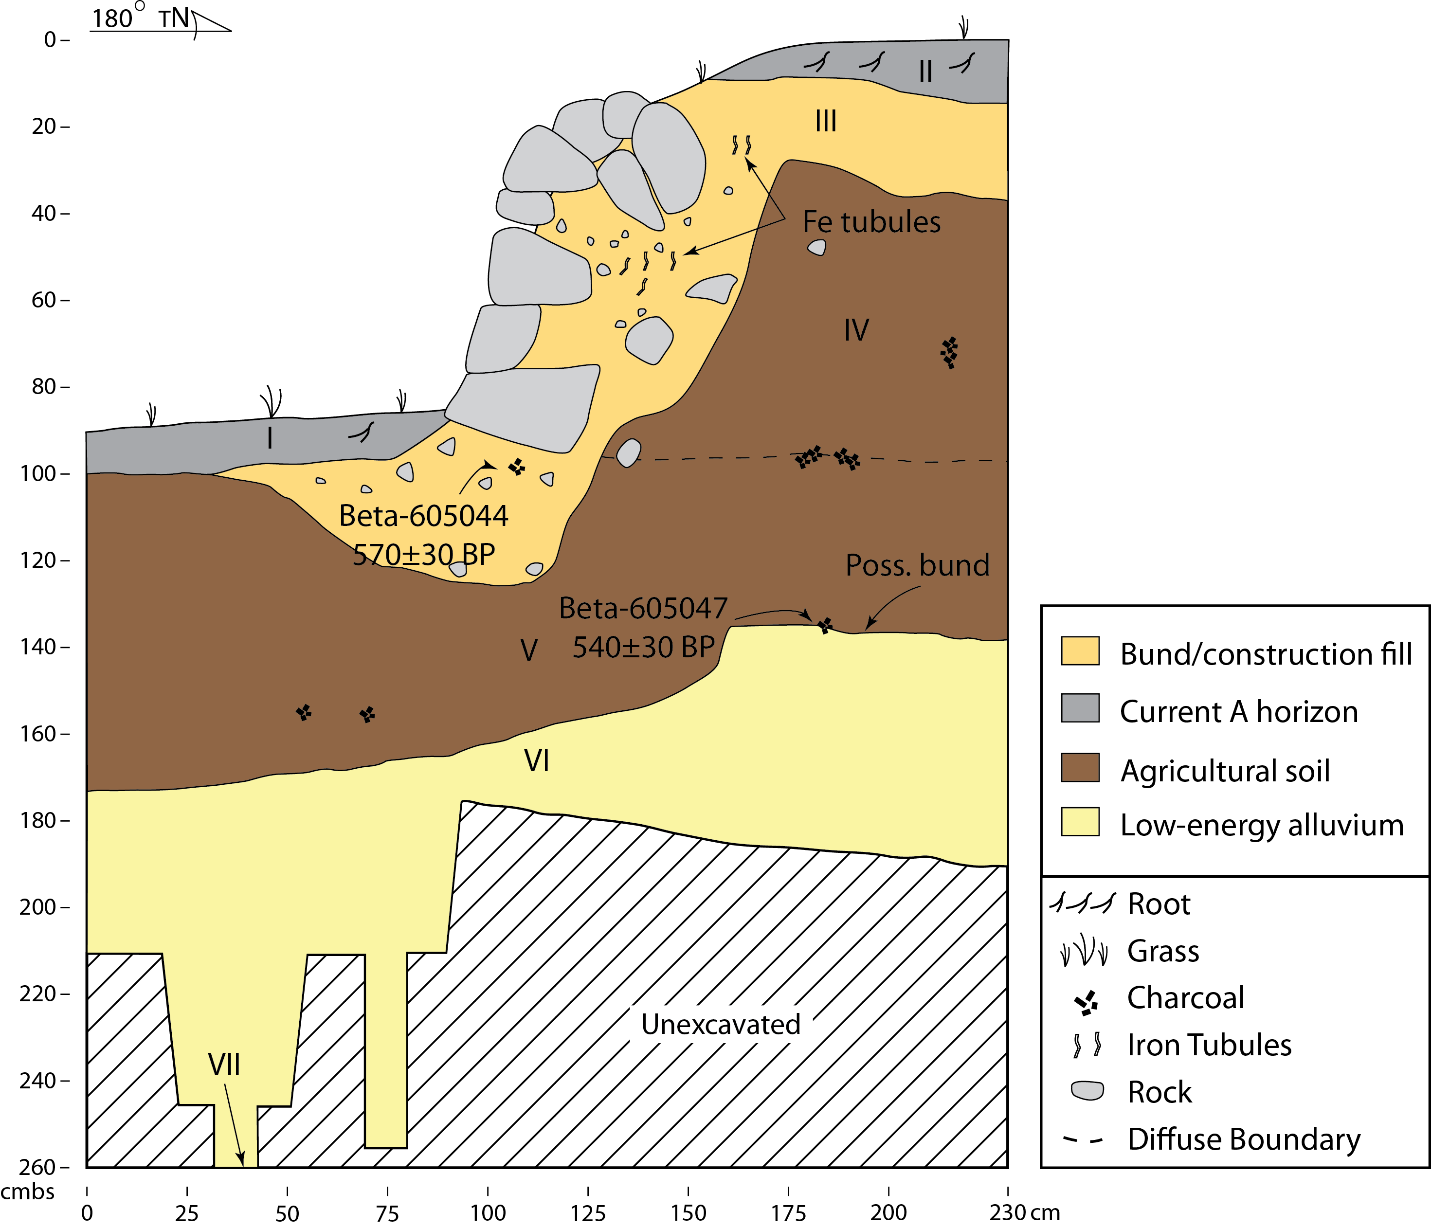 180° TN
0
II
20
III
40
Fe tubules
60
IV
80
I
100
Beta-605044
570±30 BP
120
Poss. bund
Beta-605047
540±30 BP
140
V
160
VI
180
200
220
Unexcavated
240
VII
260
cmbs
0 25 50 75 100 125 150 175 200 230 cm
Bund/construction fill
Current A horizon
Agricultural soil
Low-energy alluvium
Root
Grass
Charcoal
Iron Tubules
Rock
Diffuse Boundary